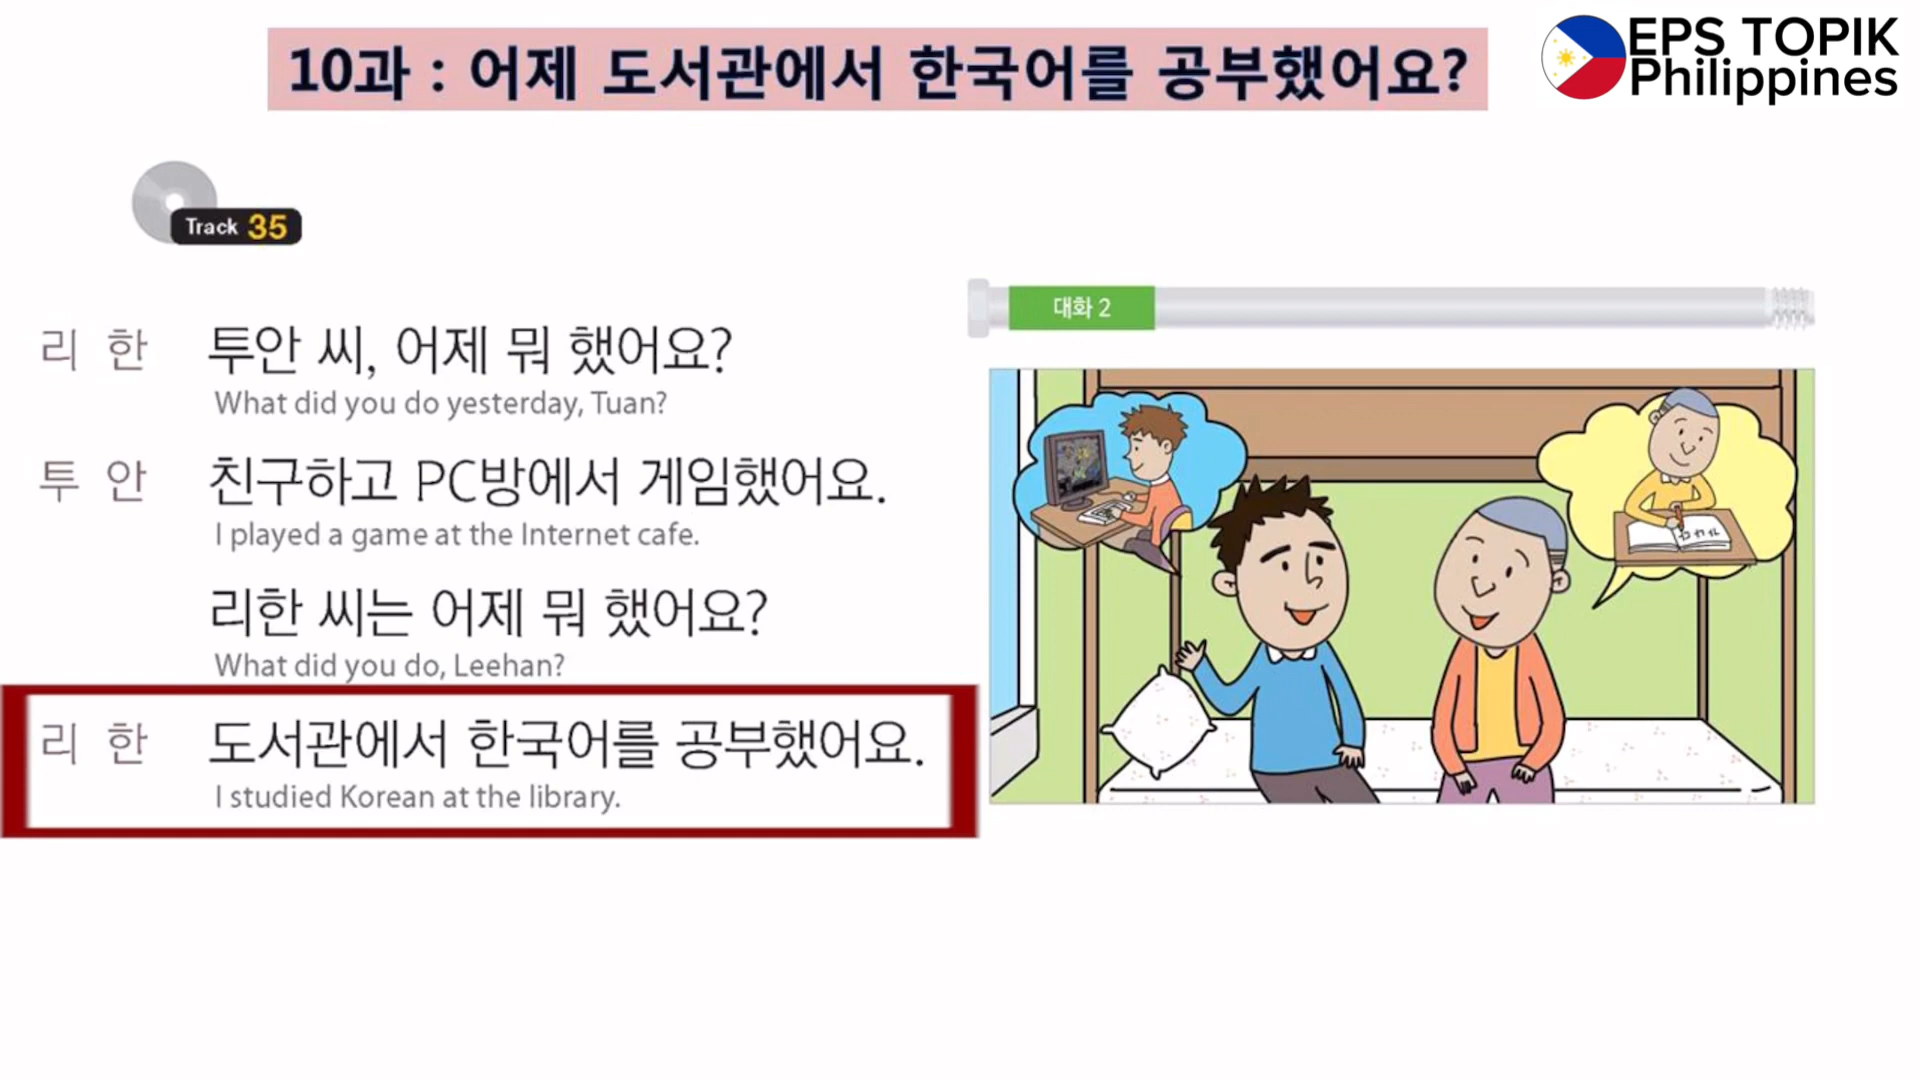 10과 : 어제 도서관에서 한국어를 공부했어요?
EPS TOPIK
Philippines
Track 35
대화 2
리 한 투안 씨, 어제 뭐 했어요?
What did you do yesterday, Tuan?
투 안 친구하고 PC방에서 게임했어요.
I played a game at the Internet cafe.
리한 씨는 어제 뭐 했어요?
What did you do, Leehan?
리 한 도서관에서 한국어를 공부했어요.
I studied Korean at the library.